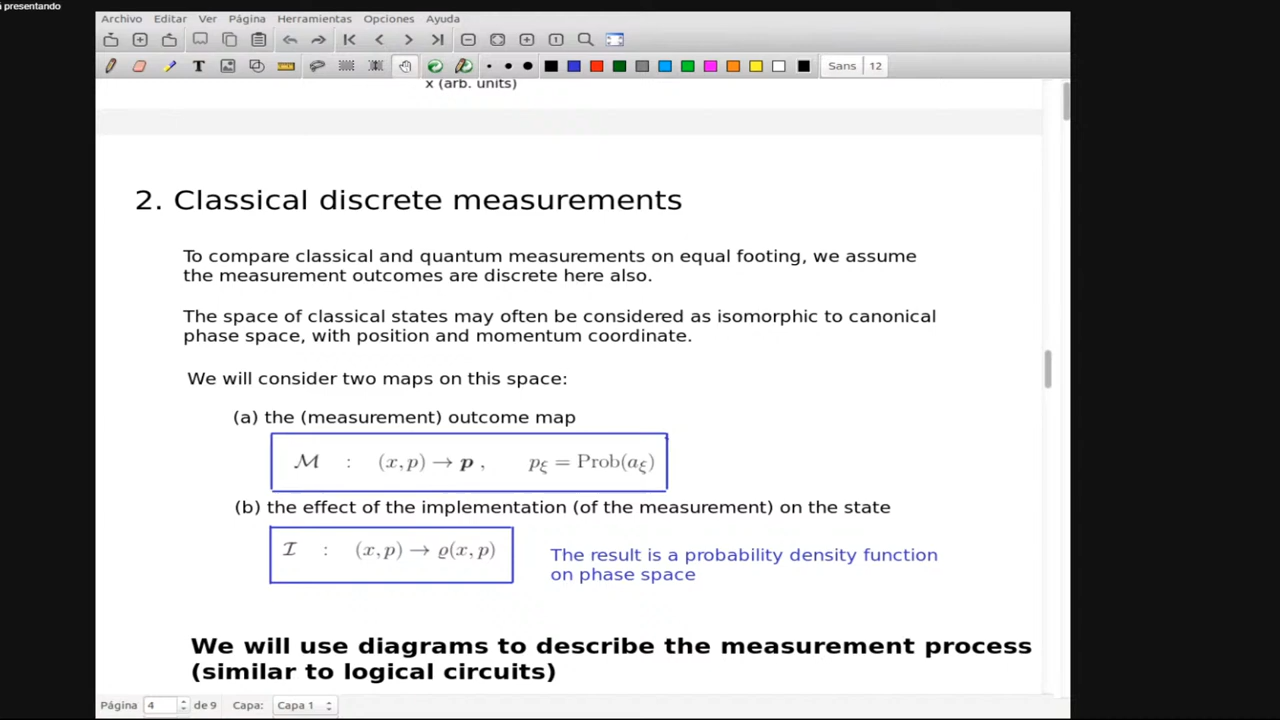 presentando
Archivo Editar Ver Página Herramientas Opciones Ayuda
T Sans 12
x (arb. units)
2. Classical discrete measurements
To compare classical and quantum measurements on equal footing, we assume
the measurement outcomes are discrete here also.
The space of classical states may often be considered as isomorphic to canonical
phase space, with position and momentum coordinate.
We will consider two maps on this space:
(a) the (measurement) outcome map
ℳ : (x, p) → 𝒑 , p_ξ = Prob(a_ξ)
(b) the effect of the implementation (of the measurement) on the state
ℐ : (x, p) → ϱ(x, p)
The result is a probability density function
on phase space
We will use diagrams to describe the measurement process
(similar to logical circuits)
Página 4 de 9 Capa: Capa 1